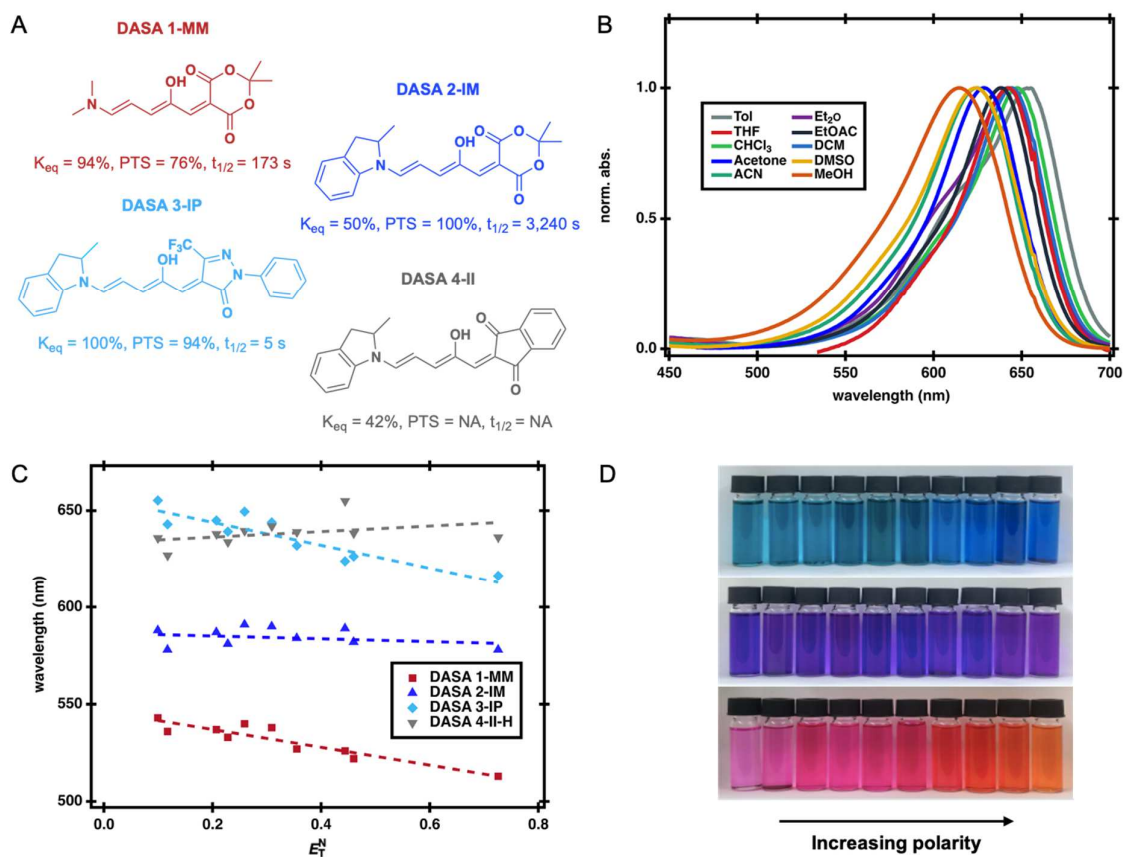 A
DASA 1-MM
OH
O
O
O
O
N
Keq = 94%, PTS = 76%, t1/2 = 173 s
DASA 2-IM
OH
O
O
O
O
N
Keq = 50%, PTS = 100%, t1/2 = 3,240 s
DASA 3-IP
F3C
OH
N
N
N
O
Keq = 100%, PTS = 94%, t1/2 = 5 s
DASA 4-II
O
OH
N
O
Keq = 42%, PTS = NA, t1/2 = NA
B
norm. abs.
1.0
0.5
0.0
Tol
THF
CHCl3
Acetone
ACN
Et2O
EtOAC
DCM
DMSO
MeOH
450 500 550 600 650 700
wavelength (nm)
C
wavelength (nm)
650
600
550
500
DASA 1-MM
DASA 2-IM
DASA 3-IP
DASA 4-II-H
0.0 0.2 0.4 0.6 0.8
E_T^N
D
Increasing polarity